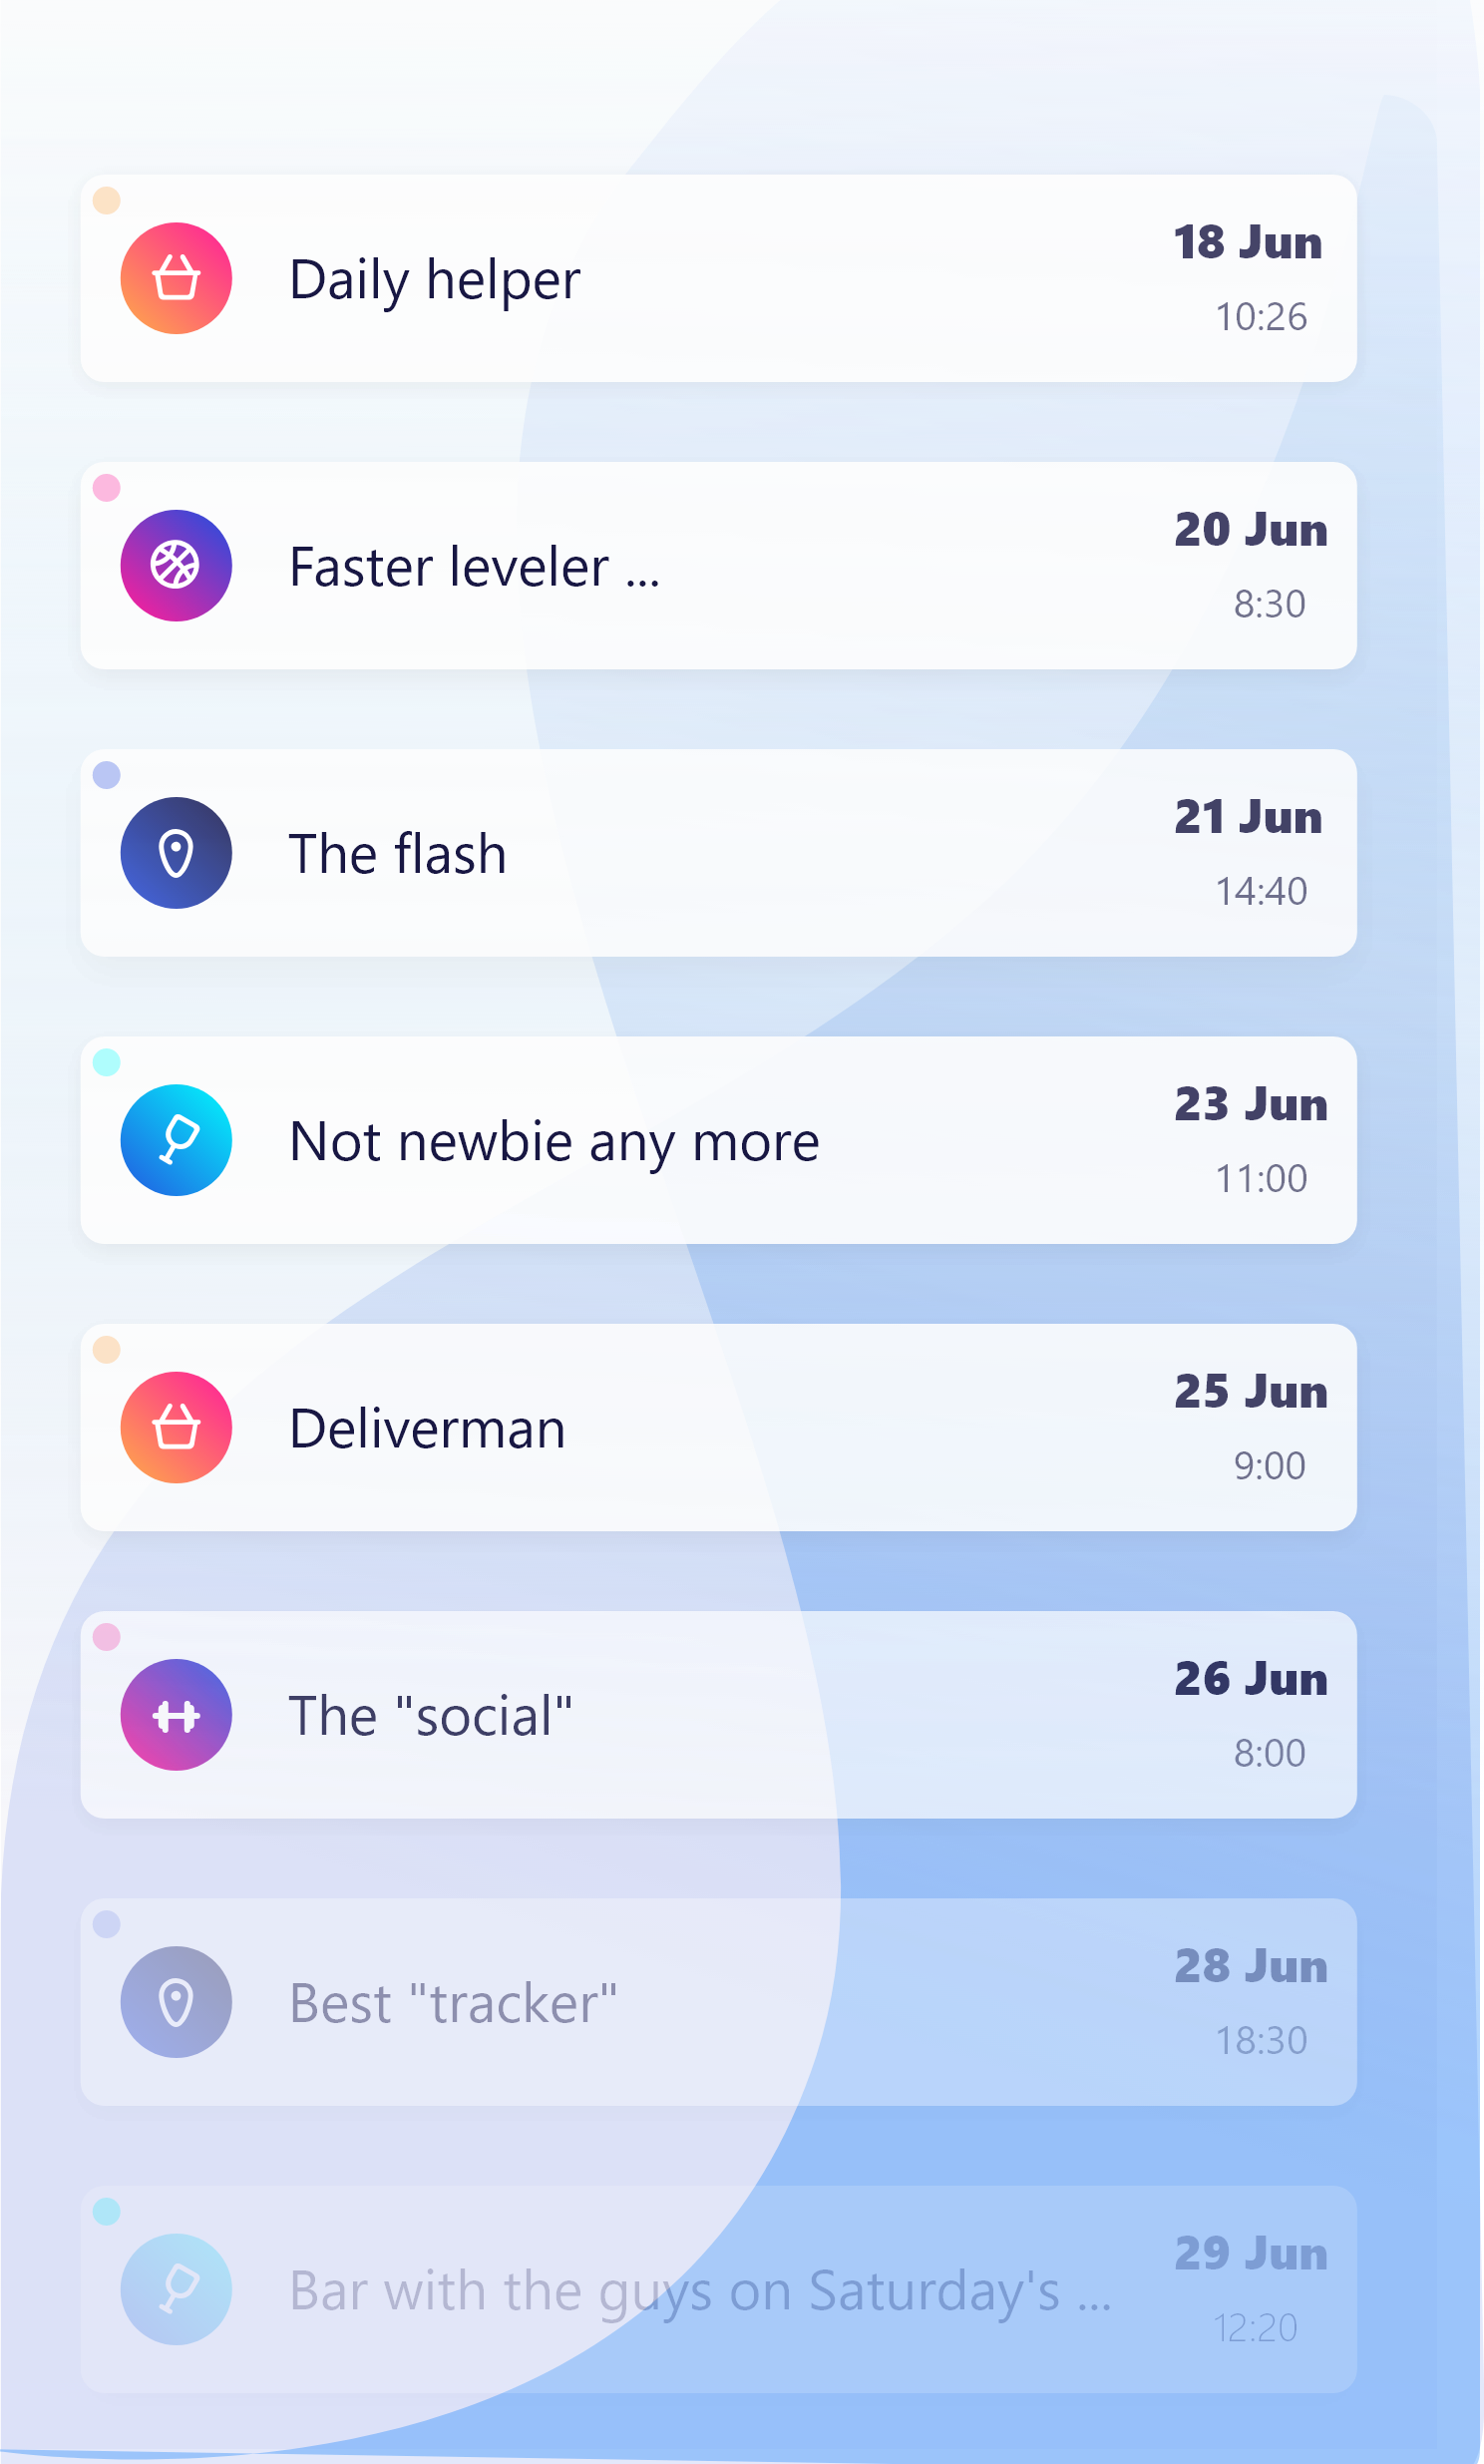 Daily helper
18 Jun
10:26
Faster leveler ...
20 Jun
8:30
The flash
21 Jun
14:40
Not newbie any more
23 Jun
11:00
Deliverman
25 Jun
9:00
The "social"
26 Jun
8:00
Best "tracker"
28 Jun
18:30
Bar with the guys on Saturday's ...
29 Jun
12:20